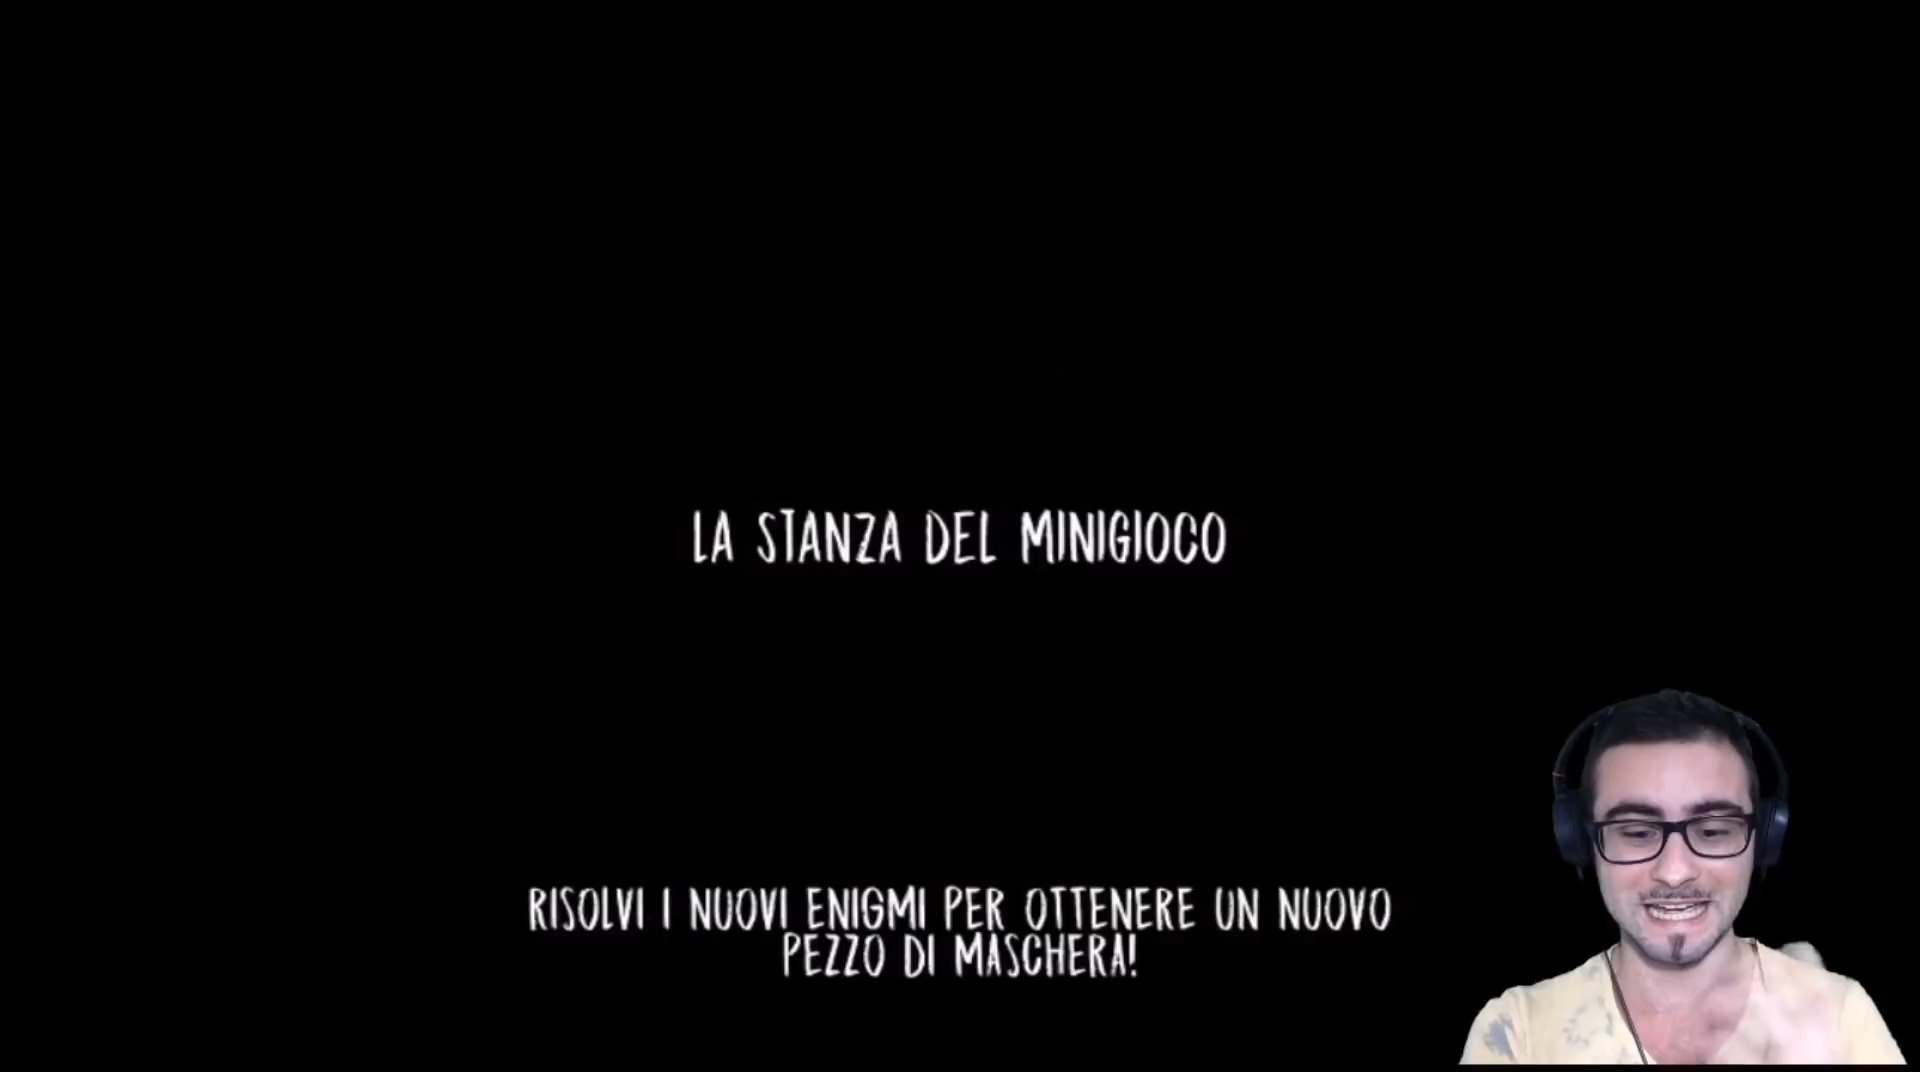 LA STANZA DEL MINIGIOCO
RISOLVI I NUOVI ENIGMI PER OTTENERE UN NUOVO
PEZZO DI MASCHERA!